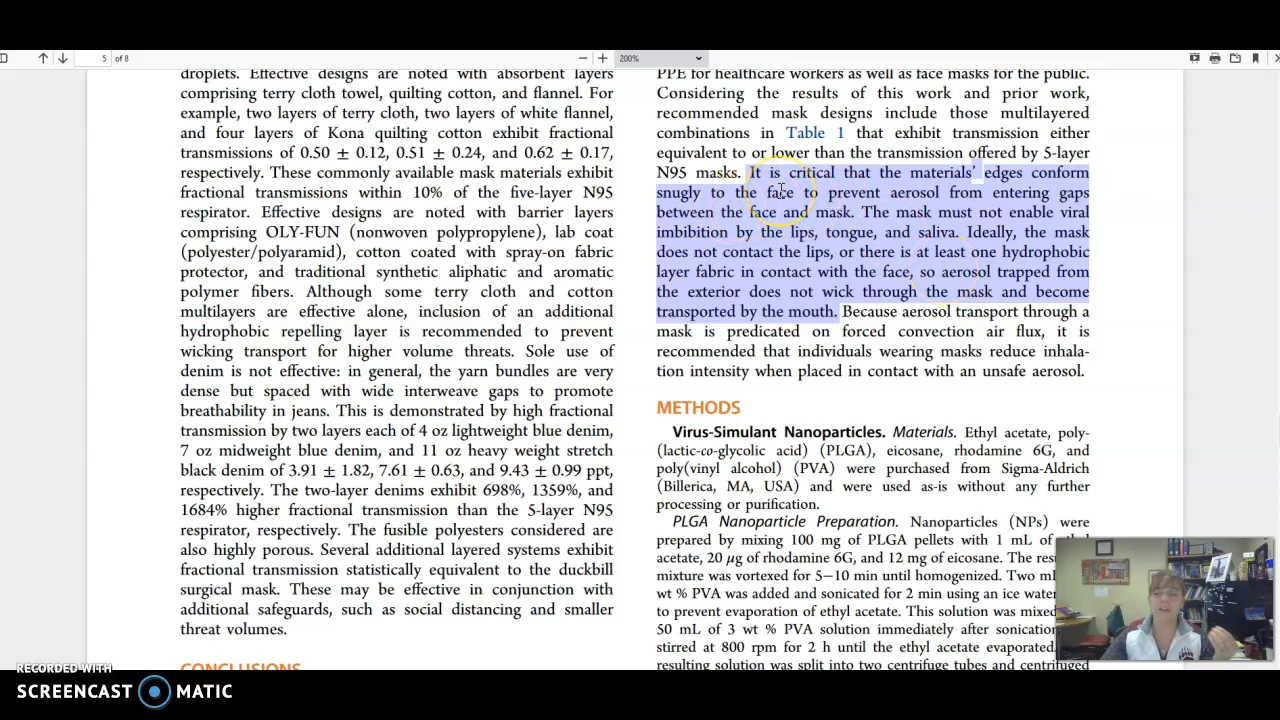 5 of 8
200%
droplets. Effective designs are noted with absorbent layers
comprising terry cloth towel, quilting cotton, and flannel. For
example, two layers of terry cloth, two layers of white flannel,
and four layers of Kona quilting cotton exhibit fractional
transmissions of 0.50 ± 0.12, 0.51 ± 0.24, and 0.62 ± 0.17,
respectively. These commonly available mask materials exhibit
fractional transmissions within 10% of the five-layer N95
respirator. Effective designs are noted with barrier layers
comprising OLY-FUN (nonwoven polypropylene), lab coat
(polyester/polyaramid), cotton coated with spray-on fabric
protector, and traditional synthetic aliphatic and aromatic
polymer fibers. Although some terry cloth and cotton
multilayers are effective alone, inclusion of an additional
hydrophobic repelling layer is recommended to prevent
wicking transport for higher volume threats. Sole use of
denim is not effective: in general, the yarn bundles are very
dense but spaced with wide interweave gaps to promote
breathability in jeans. This is demonstrated by high fractional
transmission by two layers each of 4 oz lightweight blue denim,
7 oz midweight blue denim, and 11 oz heavy weight stretch
black denim of 3.91 ± 1.82, 7.61 ± 0.63, and 9.43 ± 0.99 ppt,
respectively. The two-layer denims exhibit 698%, 1359%, and
1684% higher fractional transmission than the 5-layer N95
respirator, respectively. The fusible polyesters considered are
also highly porous. Several additional layered systems exhibit
fractional transmission statistically equivalent to the duckbill
surgical mask. These may be effective in conjunction with
additional safeguards, such as social distancing and smaller
threat volumes.
CONCLUSIONS
PPE for healthcare workers as well as face masks for the public.
Considering the results of this work and prior work,
recommended mask designs include those multilayered
combinations in Table 1 that exhibit transmission either
equivalent to or lower than the transmission offered by 5-layer
N95 masks. It is critical that the materials' edges conform
snugly to the face to prevent aerosol from entering gaps
between the face and mask. The mask must not enable viral
imbibition by the lips, tongue, and saliva. Ideally, the mask
does not contact the lips, or there is at least one hydrophobic
layer fabric in contact with the face, so aerosol trapped from
the exterior does not wick through the mask and become
transported by the mouth. Because aerosol transport through a
mask is predicated on forced convection air flux, it is
recommended that individuals wearing masks reduce inhala-
tion intensity when placed in contact with an unsafe aerosol.
METHODS
Virus-Simulant Nanoparticles. Materials. Ethyl acetate, poly-
(lactic-co-glycolic acid) (PLGA), eicosane, rhodamine 6G, and
poly(vinyl alcohol) (PVA) were purchased from Sigma-Aldrich
(Billerica, MA, USA) and were used as-is without any further
processing or purification.
PLGA Nanoparticle Preparation. Nanoparticles (NPs) were
prepared by mixing 100 mg of PLGA pellets with 1 mL of
acetate, 20 μg of rhodamine 6G, and 12 mg of eicosane. The
mixture was vortexed for 5−10 min until homogenized. Two
wt % PVA was added and sonicated for 2 min using an ice
to prevent evaporation of ethyl acetate. This solution was
50 mL of 3 wt % PVA solution immediately after
stirred at 800 rpm for 2 h until the ethyl acetate
resulting solution was split into two centrifuge tubes and centrifuged
RECORDED WITH
SCREENCAST MATIC